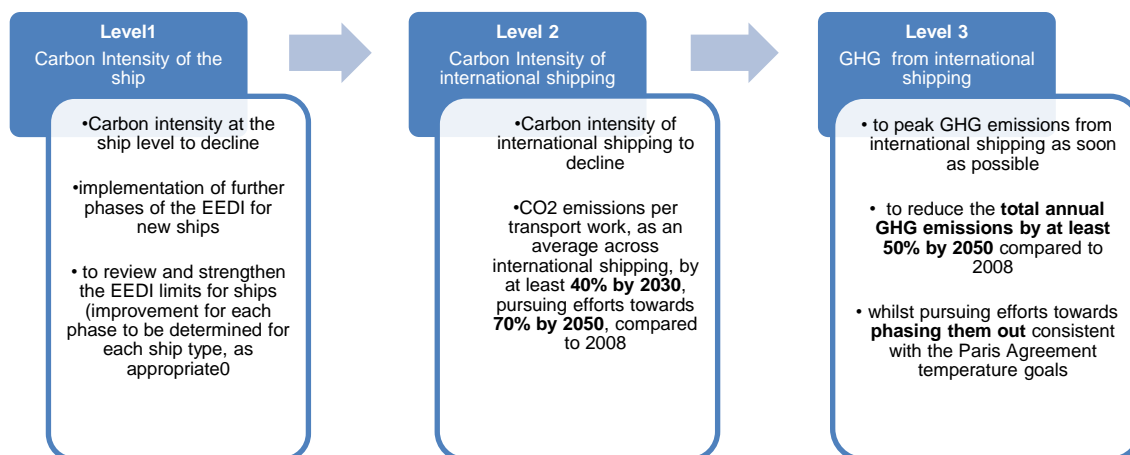 Level1
Carbon Intensity of the
ship
•Carbon intensity at the
ship level to decline
•implementation of further
phases of the EEDI for
new ships
• to review and strengthen
the EEDI limits for ships
(improvement for each
phase to be determined for
each ship type, as
appropriate0
Level 2
Carbon Intensity of
international shipping
•Carbon intensity of
international shipping to
decline
•CO2 emissions per
transport work, as an
average across
international shipping, by
at least 40% by 2030,
pursuing efforts towards
70% by 2050, compared
to 2008
Level 3
GHG from international
shipping
• to peak GHG emissions from
international shipping as soon
as possible
• to reduce the total annual
GHG emissions by at least
50% by 2050 compared to
2008
• whilst pursuing efforts towards
phasing them out consistent
with the Paris Agreement
temperature goals